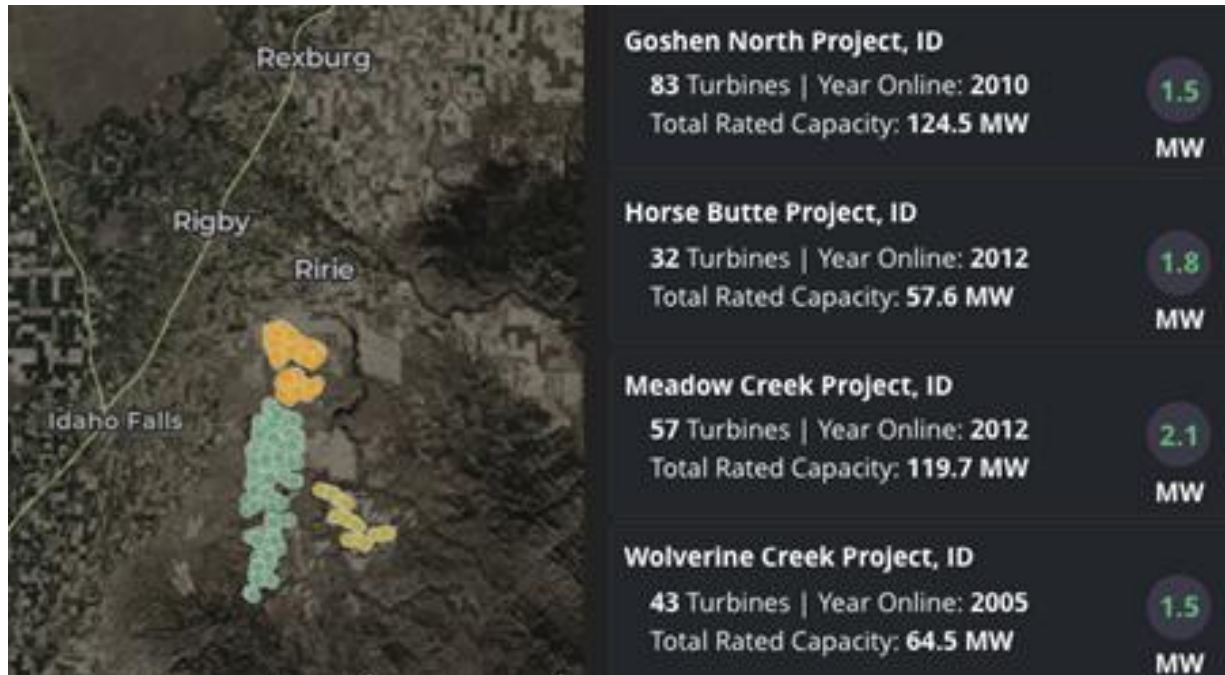 Rexburg
Rigby
Ririe
Idaho Falls
Goshen North Project, ID
83 Turbines | Year Online: 2010
Total Rated Capacity: 124.5 MW
1.5
MW
Horse Butte Project, ID
32 Turbines | Year Online: 2012
Total Rated Capacity: 57.6 MW
1.8
MW
Meadow Creek Project, ID
57 Turbines | Year Online: 2012
Total Rated Capacity: 119.7 MW
2.1
MW
Wolverine Creek Project, ID
43 Turbines | Year Online: 2005
Total Rated Capacity: 64.5 MW
1.5
MW